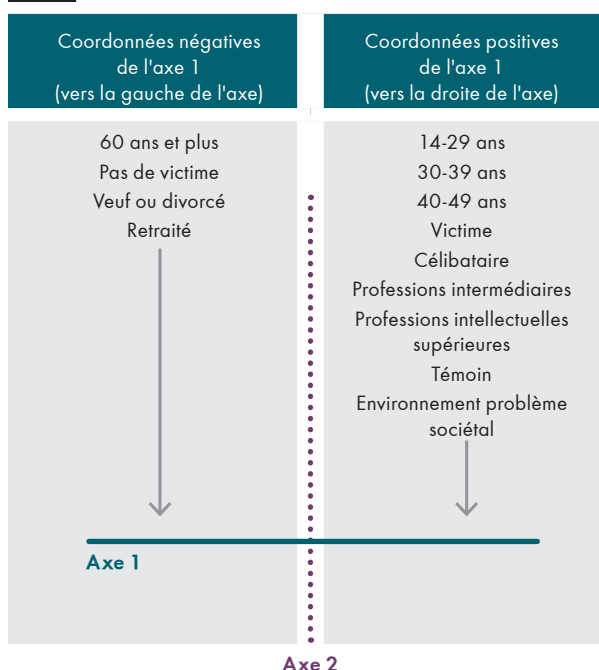 Coordonnées négatives
de l'axe 1
(vers la gauche de l'axe)
Coordonnées positives
de l'axe 1
(vers la droite de l'axe)
60 ans et plus
Pas de victime
Veuf ou divorcé
Retraité
14-29 ans
30-39 ans
40-49 ans
Victime
Célibataire
Professions intermédiaires
Professions intellectuelles
supérieures
Témoin
Environnement problème
sociétal
Axe 1
Axe 2